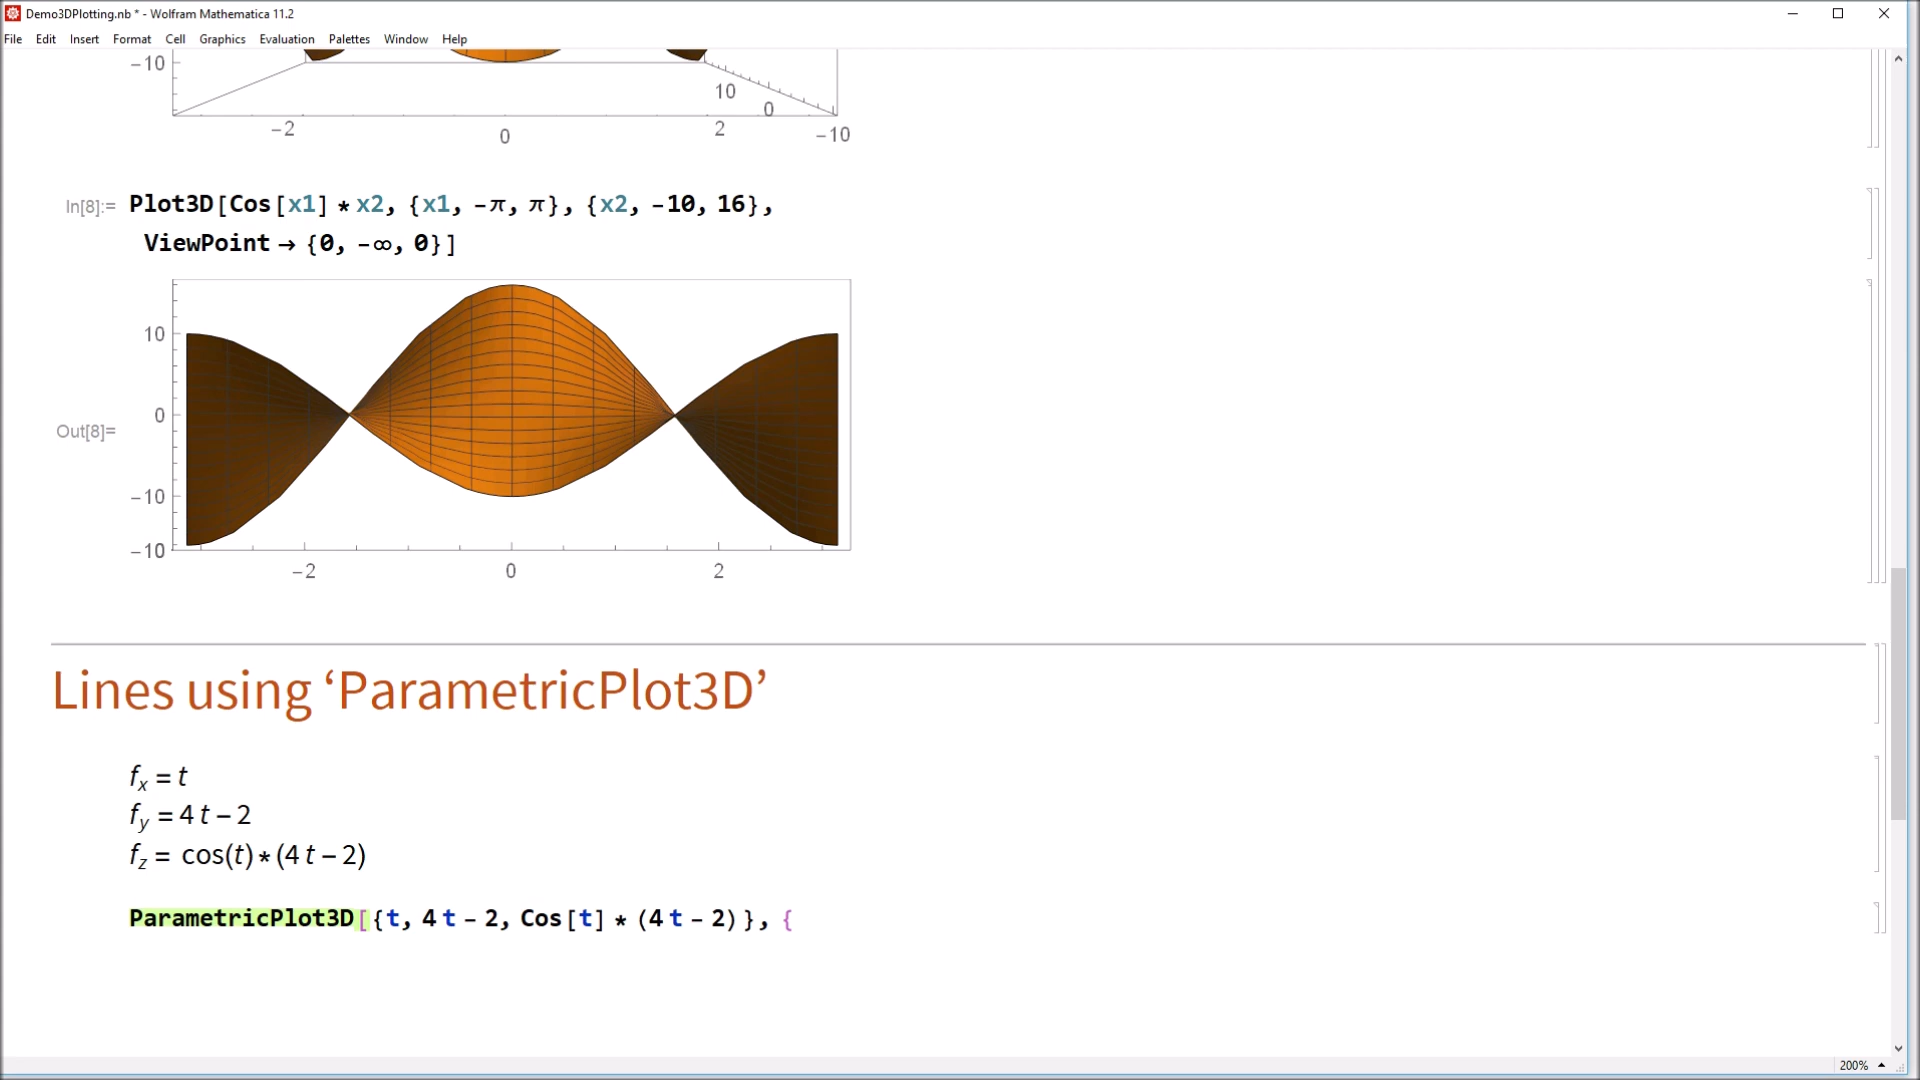 Demo3DPlotting.nb * - Wolfram Mathematica 11.2
File Edit Insert Format Cell Graphics Evaluation Palettes Window Help
−10
10
0
−2 0 2 −10
In[8]:= Plot3D[Cos[x1] * x2, {x1, −π, π}, {x2, −10, 16},
ViewPoint → {0, −∞, 0}]
10
0
Out[8]=
−10
−10
−2 0 2
Lines using ‘ParametricPlot3D’
fx = t
fy = 4 t − 2
fz = cos(t) * (4 t − 2)
ParametricPlot3D[{t, 4 t − 2, Cos[t] * (4 t − 2)}, {
200%